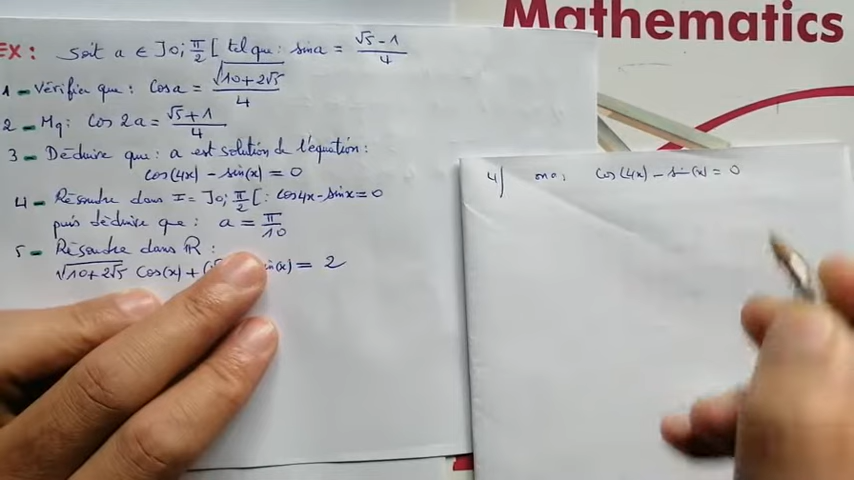 Mathematics
EX: soit a ∈ ]0; π/2[ tel que: sin a = (√5 - 1)/4
1 - Vérifier que: cos a = √(10+2√5)/4
2 - Mq: cos 2a = (√5 + 1)/4
3 - Déduire que: a est solution de l'équation:
cos(4x) - sin(x) = 0
4 - Résoudre dans I = ]0; π/2[ : cos4x - sinx = 0
puis déduire que: a = π/10
5 - Résoudre dans ℝ:
√(10+2√5) cos(x) + ( in(x) = 2
4) on a: cos(4x) - sin(x) = 0